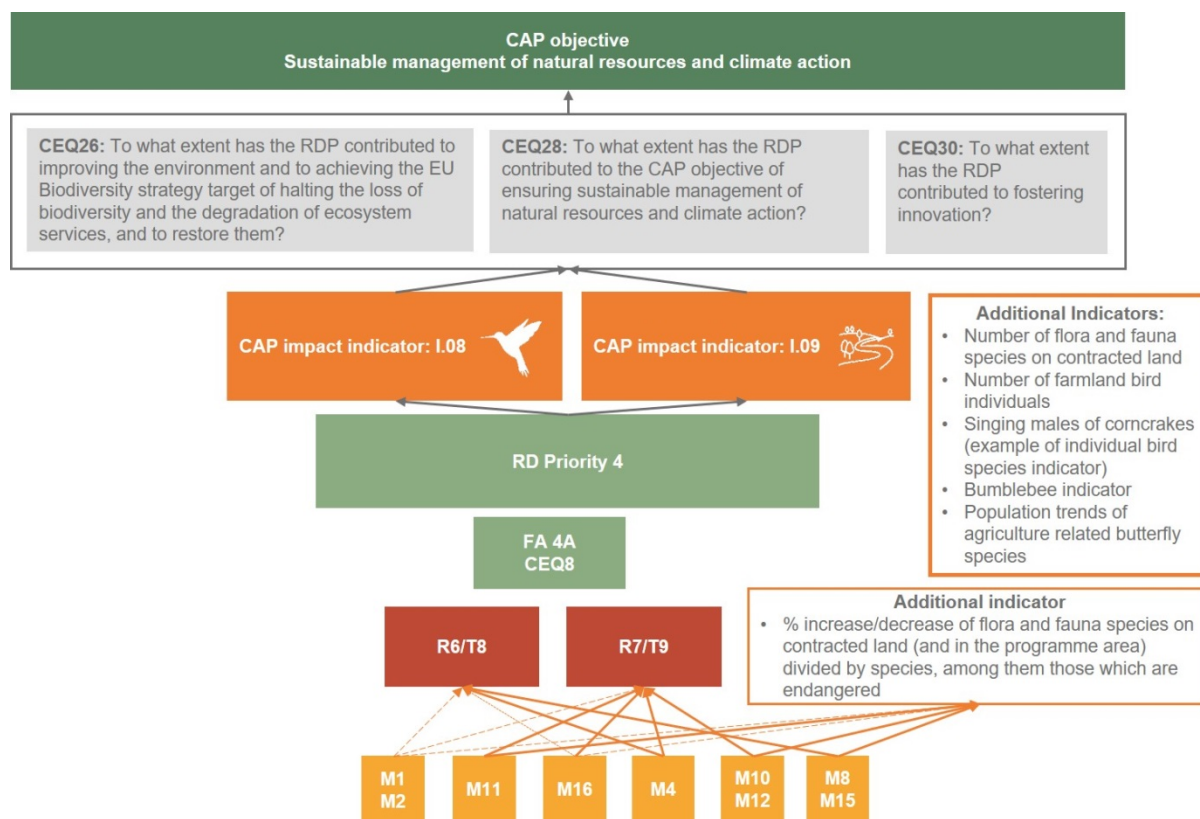 CAP objective
Sustainable management of natural resources and climate action
CEQ26: To what extent has the RDP contributed to
improving the environment and to achieving the EU
Biodiversity strategy target of halting the loss of
biodiversity and the degradation of ecosystem
services, and to restore them?
CEQ28: To what extent has the RDP
contributed to the CAP objective of
ensuring sustainable management of
natural resources and climate action?
CEQ30: To what extent
has the RDP
contributed to fostering
innovation?
CAP impact indicator: I.08
CAP impact indicator: I.09
Additional Indicators:
• Number of flora and fauna
species on contracted land
• Number of farmland bird
individuals
• Singing males of corncrakes
(example of individual bird
species indicator)
• Bumblebee indicator
• Population trends of
agriculture related butterfly
species
RD Priority 4
FA 4A
CEQ8
R6/T8
R7/T9
Additional indicator
• % increase/decrease of flora and fauna species on
contracted land (and in the programme area)
divided by species, among them those which are
endangered
M1
M2
M11
M16
M4
M10
M12
M8
M15